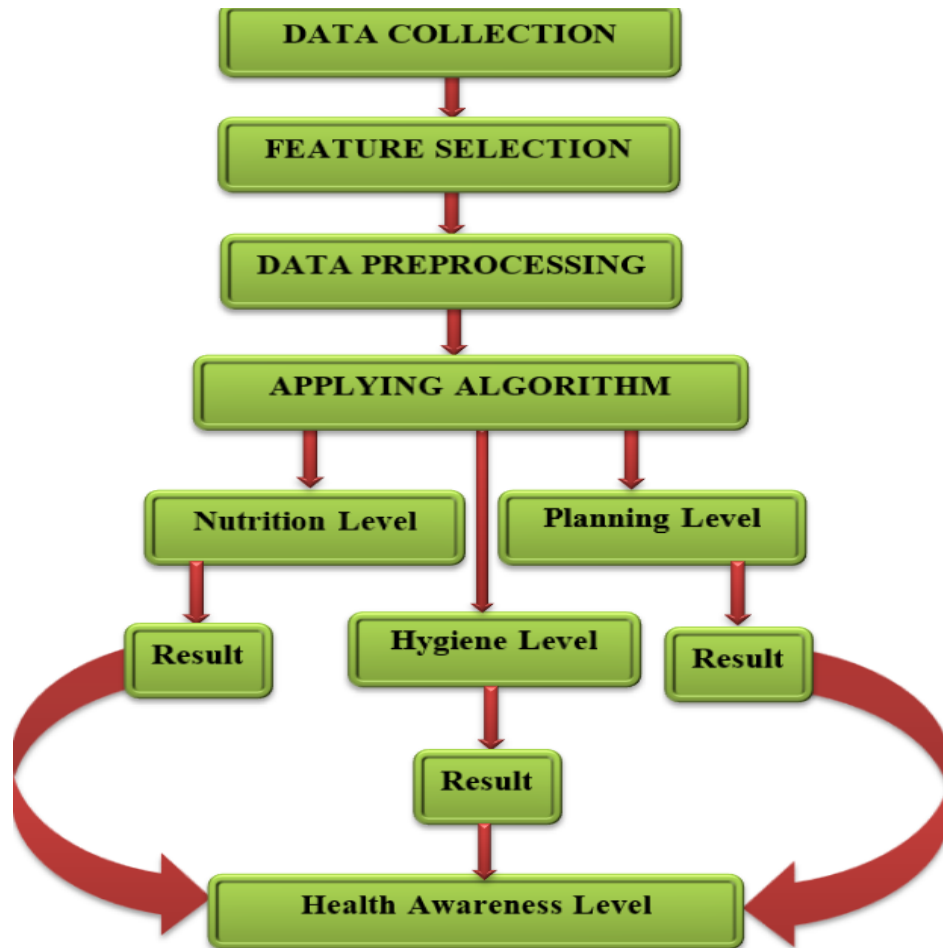 DATA COLLECTION
FEATURE SELECTION
DATA PREPROCESSING
APPLYING ALGORITHM
Nutrition Level
Planning Level
Result
Hygiene Level
Result
Result
Health Awareness Level